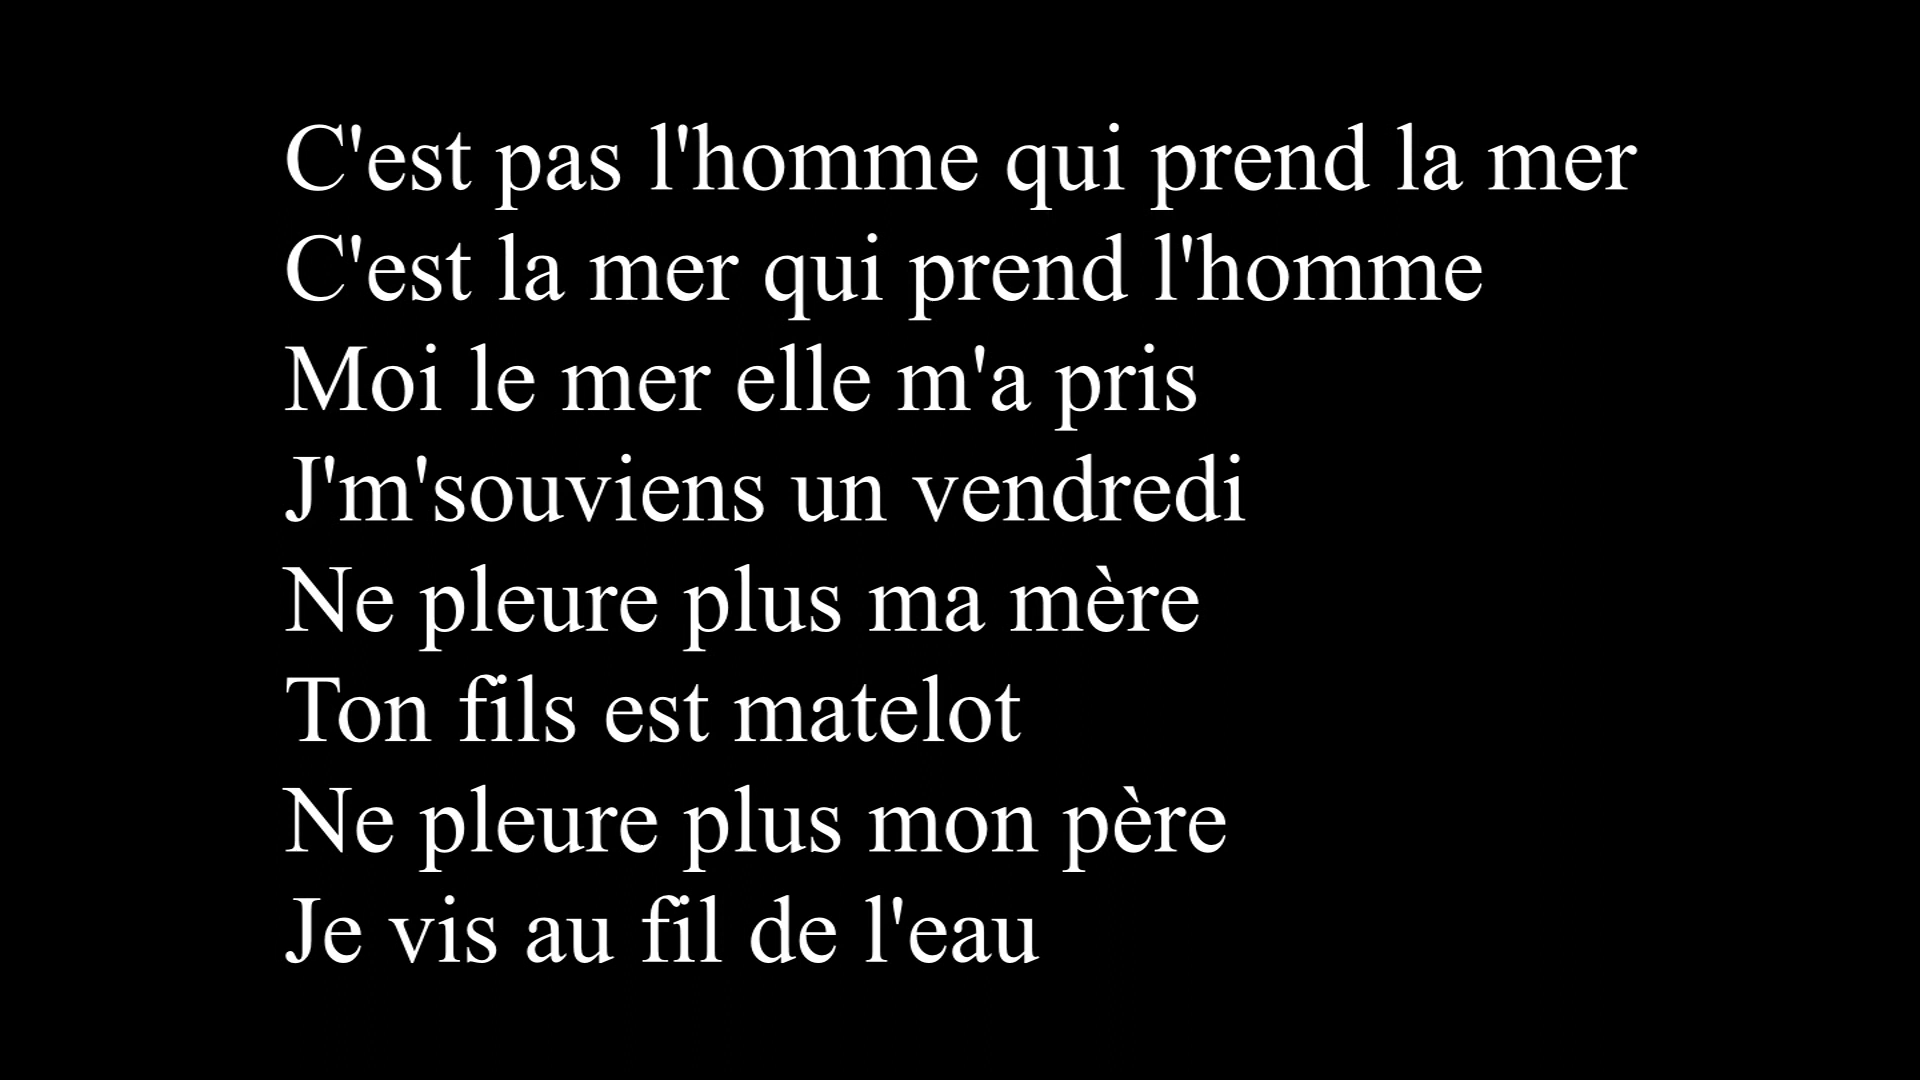 C'est pas l'homme qui prend la mer
C'est la mer qui prend l'homme
Moi le mer elle m'a pris
J'm'souviens un vendredi
Ne pleure plus ma mère
Ton fils est matelot
Ne pleure plus mon père
Je vis au fil de l'eau